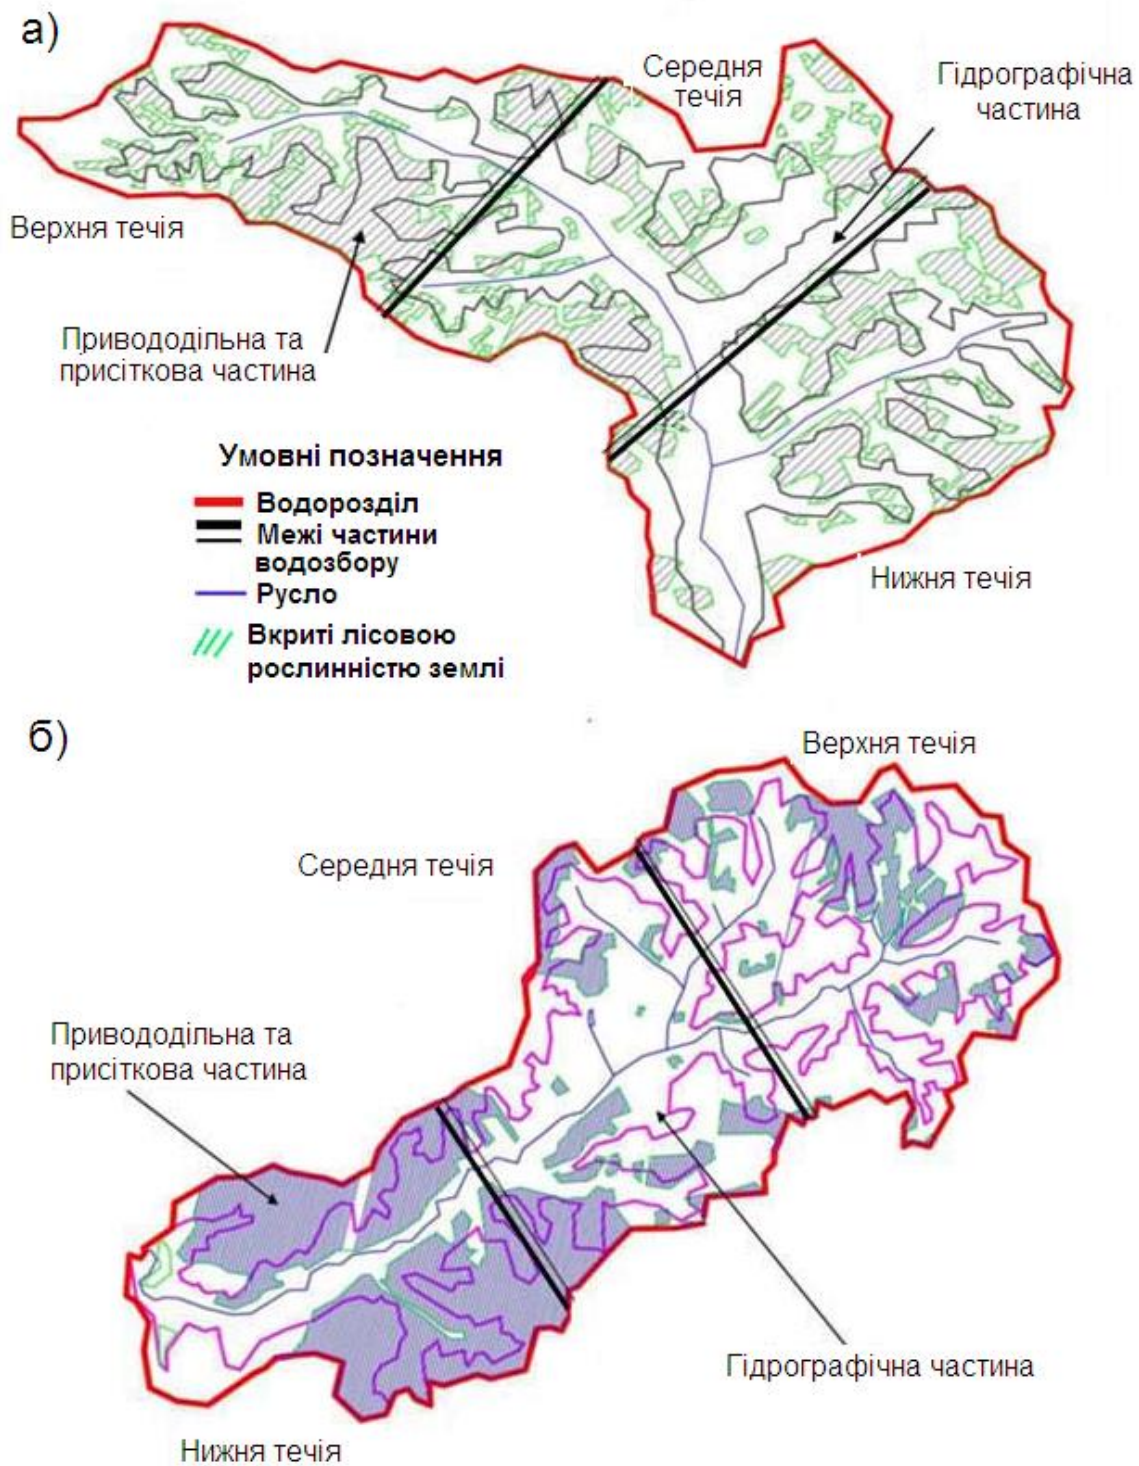 а)
Середня
течія
Гідрографічна
частина
Верхня течія
Привододільна та
присіткова частина
Умовні позначення
Водорозділ
Межі частини
водозбору
Русло
Вкриті лісовою
рослинністю землі
Нижня течія
б)
Верхня течія
Середня течія
Привододільна та
присіткова частина
Гідрографічна частина
Нижня течія